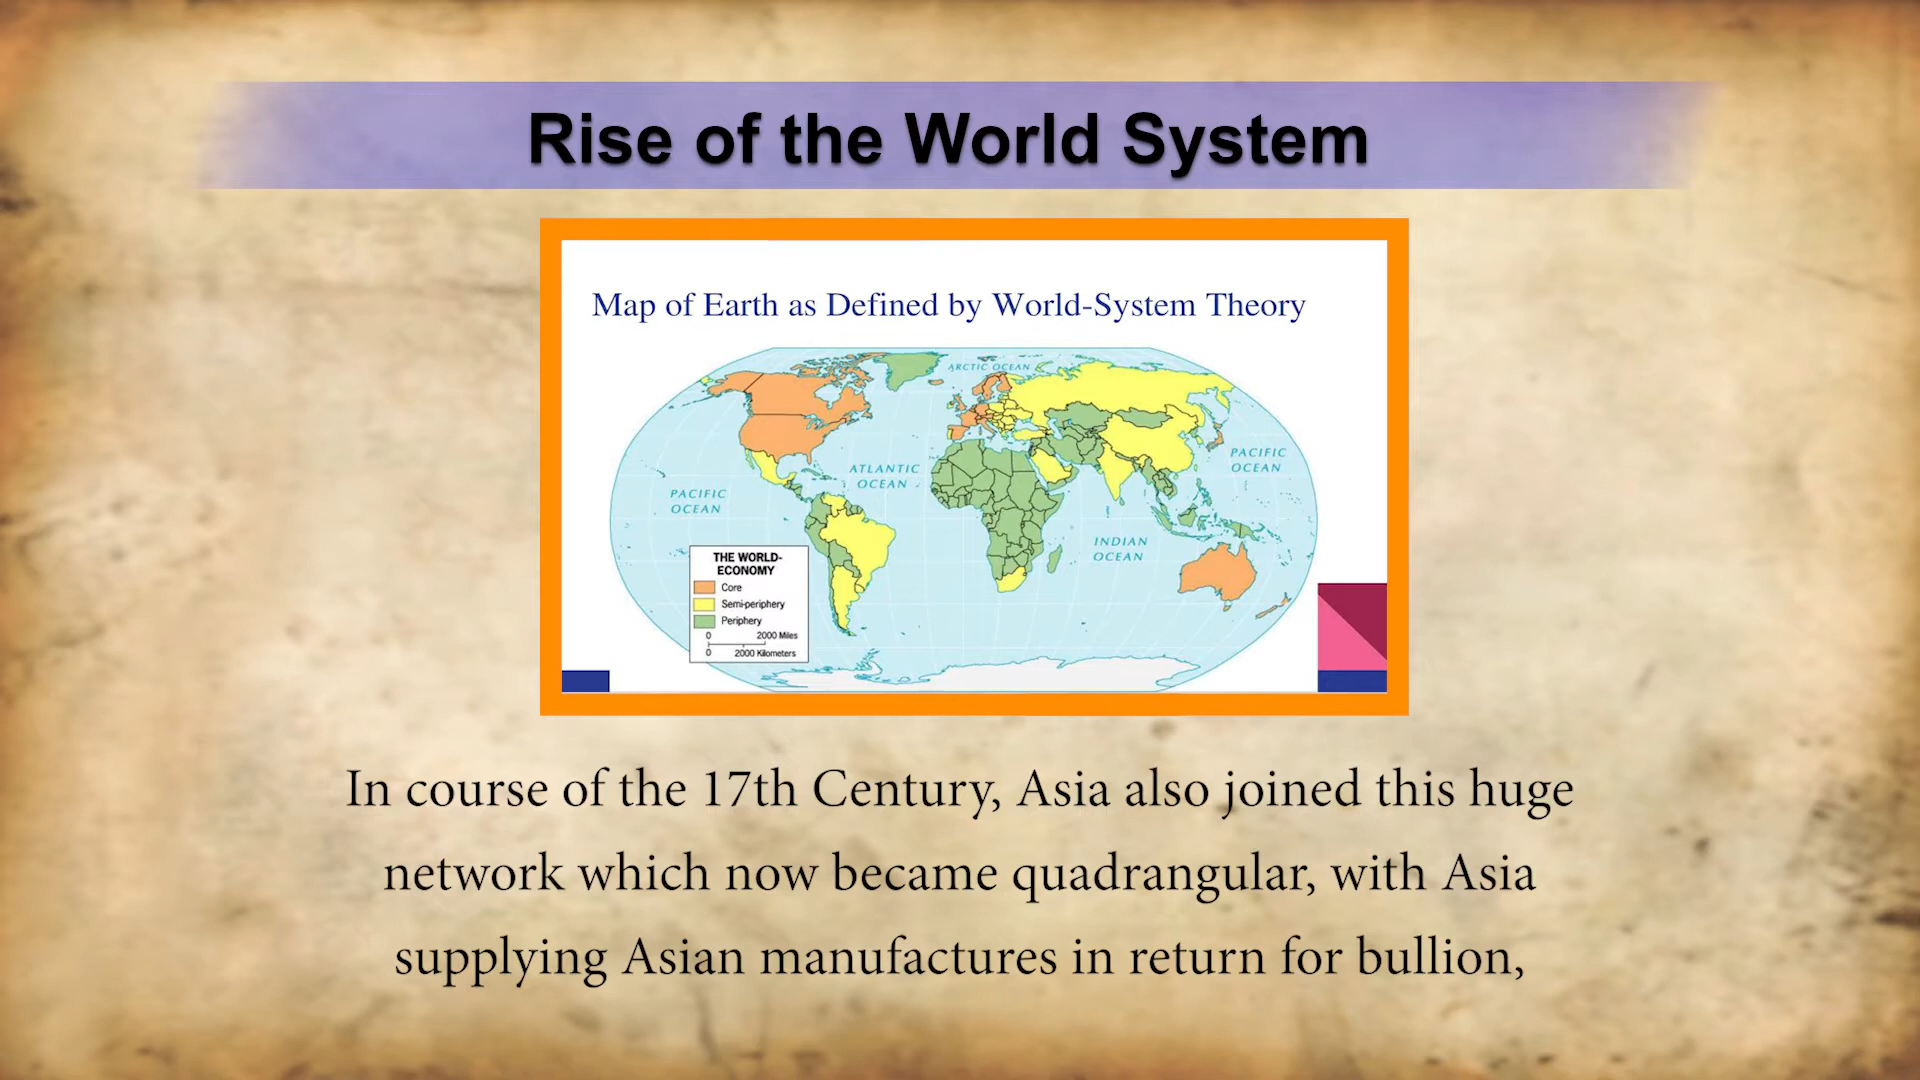 Rise of the World System
Map of Earth as Defined by World-System Theory
ARCTIC OCEAN
ATLANTIC
OCEAN
PACIFIC
OCEAN
PACIFIC
OCEAN
INDIAN
OCEAN
THE WORLD-
ECONOMY
Core
Semi-periphery
Periphery
0 2000 Miles
0 2000 Kilometers
In course of the 17th Century, Asia also joined this huge
network which now became quadrangular, with Asia
supplying Asian manufactures in return for bullion,